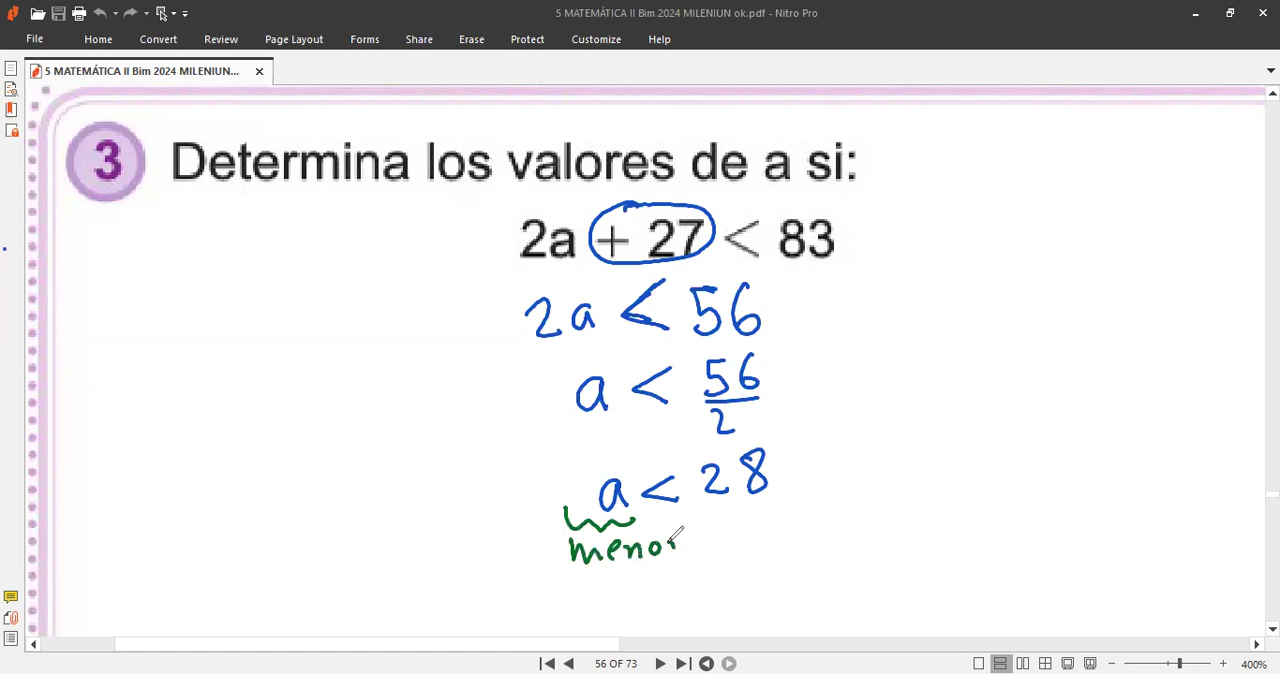 5 MATEMÁTICA II Bim 2024 MILENIUN ok.pdf - Nitro Pro
File Home Convert Review Page Layout Forms Share Erase Protect Customize Help
5 MATEMÁTICA II Bim 2024 MILENIUN...
3 Determina los valores de a si:
2a + 27 < 83
2a < 56
a < 56/2
a < 28
menor
56 OF 73
400%